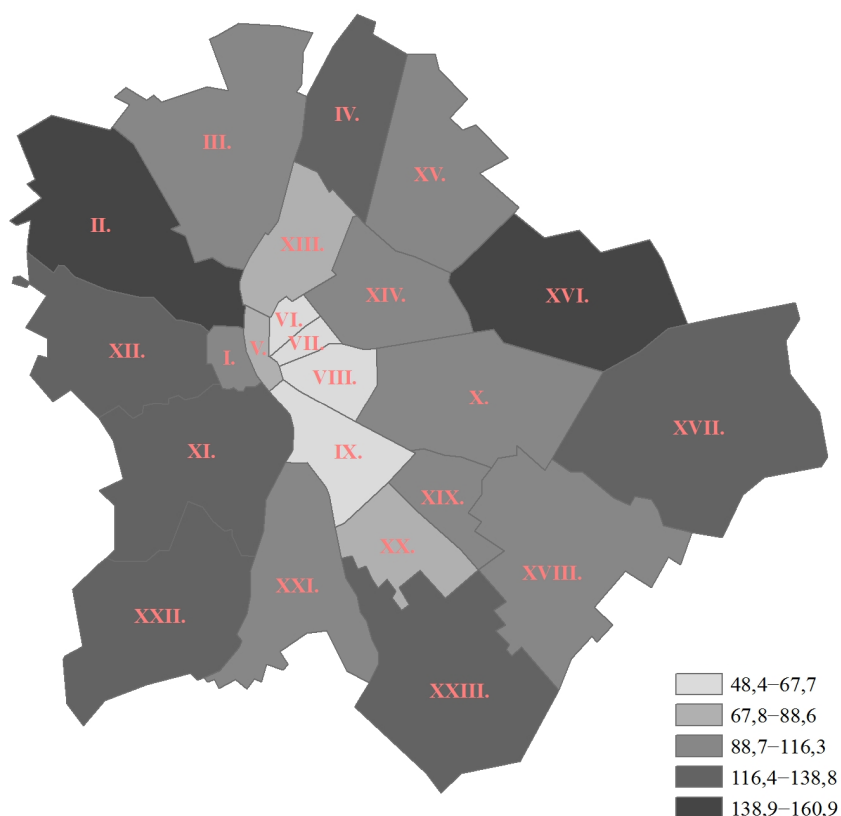 IV.
III.
XV.
II.
XIII.
XVI.
XIV.
VI.
VII.
V.
XII.
I.
VIII.
X.
XVII.
XI.
IX.
XIX.
XX.
XVIII.
XXI.
XXII.
XXIII.
48,4−67,7
67,8−88,6
88,7−116,3
116,4−138,8
138,9−160,9